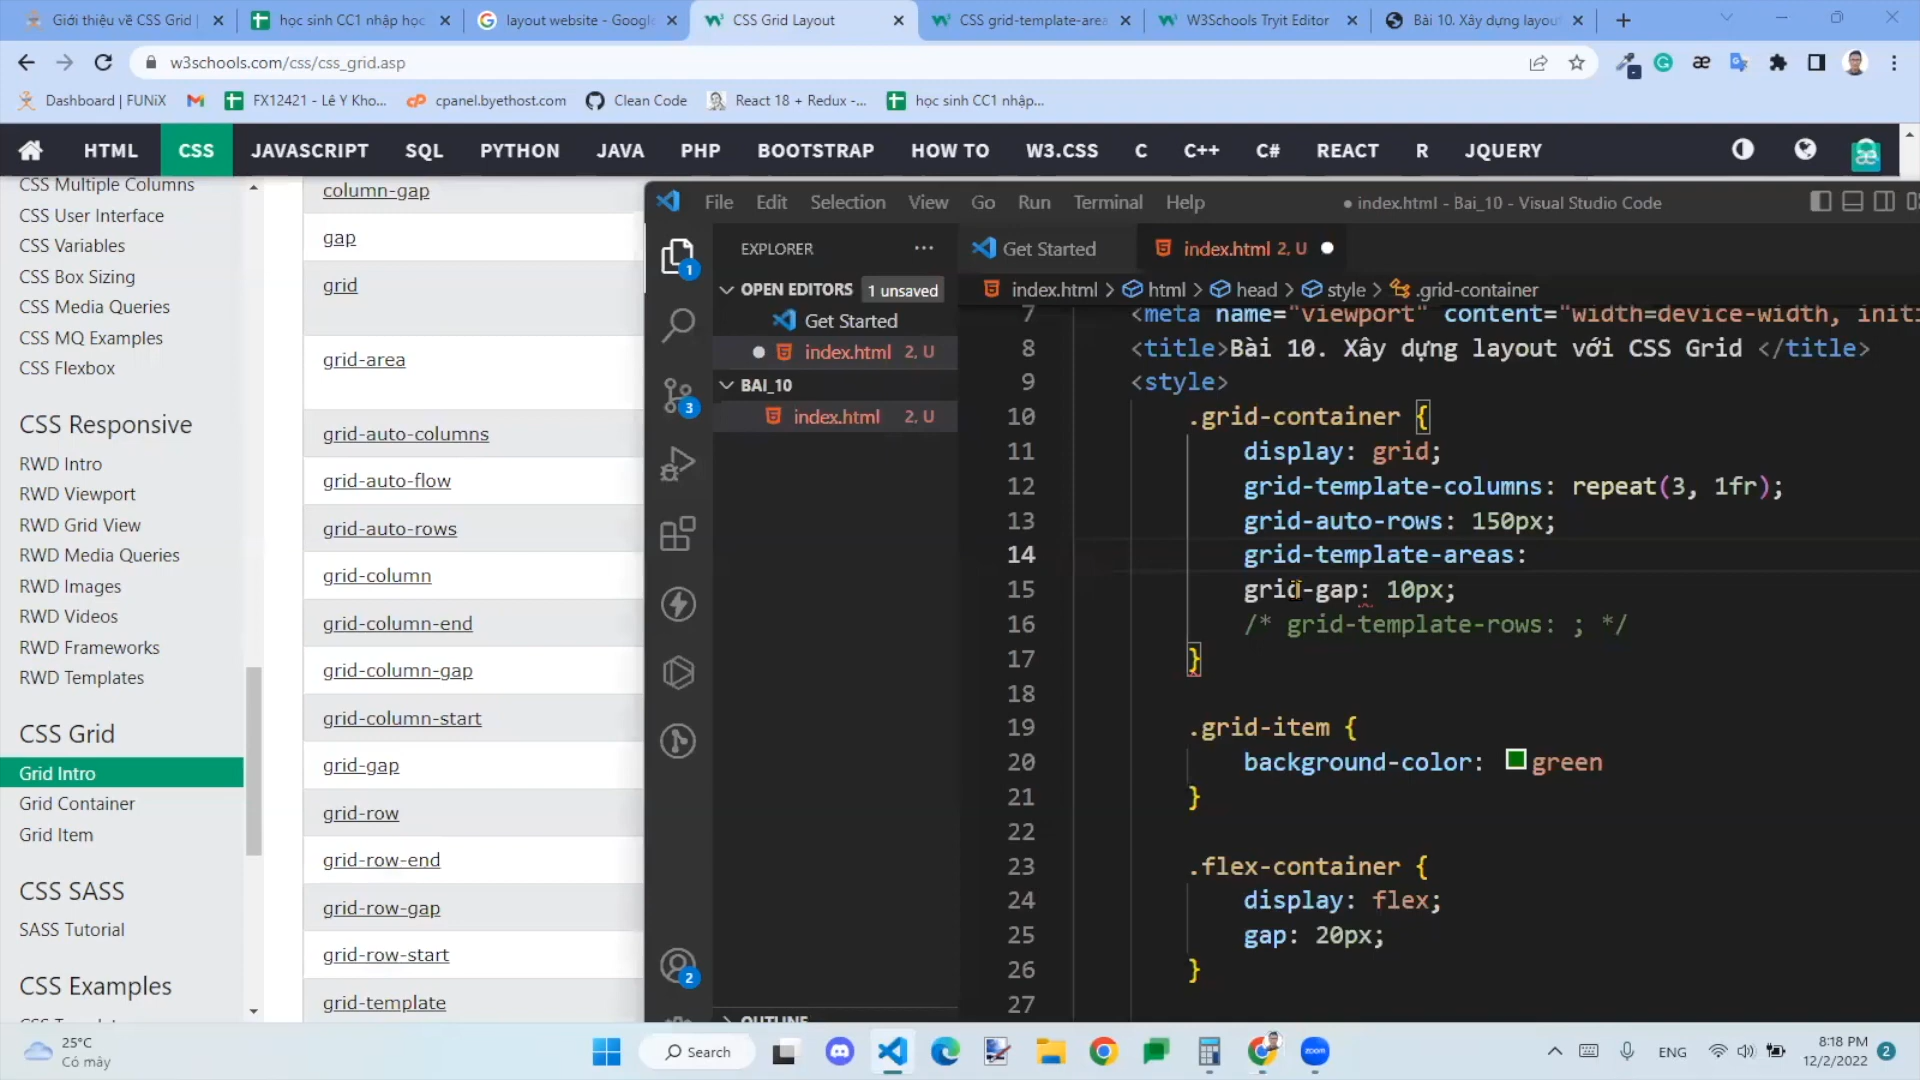 Giới thiệu về CSS Grid |
học sinh CC1 nhập học
layout website - Google
CSS Grid Layout
CSS grid-template-area
W3Schools Tryit Editor
Bài 10. Xây dựng layou
w3schools.com/css/css_grid.asp
Dashboard | FUNiX
FX12421 - Lê Y Kho...
cpanel.byethost.com
Clean Code
React 18 + Redux -...
học sinh CC1 nhập...
HTML
CSS
JAVASCRIPT
SQL
PYTHON
JAVA
PHP
BOOTSTRAP
HOW TO
W3.CSS
C
C++
C#
REACT
R
JQUERY
CSS Multiple Columns
CSS User Interface
CSS Variables
CSS Box Sizing
CSS Media Queries
CSS MQ Examples
CSS Flexbox
CSS Responsive
RWD Intro
RWD Viewport
RWD Grid View
RWD Media Queries
RWD Images
RWD Videos
RWD Frameworks
RWD Templates
CSS Grid
Grid Intro
Grid Container
Grid Item
CSS SASS
SASS Tutorial
CSS Examples
column-gap
gap
grid
grid-area
grid-auto-columns
grid-auto-flow
grid-auto-rows
grid-column
grid-column-end
grid-column-gap
grid-column-start
grid-gap
grid-row
grid-row-end
grid-row-gap
grid-row-start
grid-template
File Edit Selection View Go Run Terminal Help
● index.html - Bai_10 - Visual Studio Code
EXPLORER
OPEN EDITORS 1 unsaved
Get Started
index.html 2, U
BAI_10
index.html 2, U
OUTLINE
1
3
2
Get Started
index.html 2, U
index.html > html > head > style > .grid-container
7 <meta name="viewport" content="width=device-width, initi
8 <title>Bài 10. Xây dựng layout với CSS Grid </title>
9 <style>
10 .grid-container {
11 display: grid;
12 grid-template-columns: repeat(3, 1fr);
13 grid-auto-rows: 150px;
14 grid-template-areas:
15 grid-gap: 10px;
16 /* grid-template-rows: ; */
17 }
18
19 .grid-item {
20 background-color: green
21 }
22
23 .flex-container {
24 display: flex;
25 gap: 20px;
26 }
27
25°C
Có mây
Search
zoom
ENG
8:18 PM
12/2/2022
2